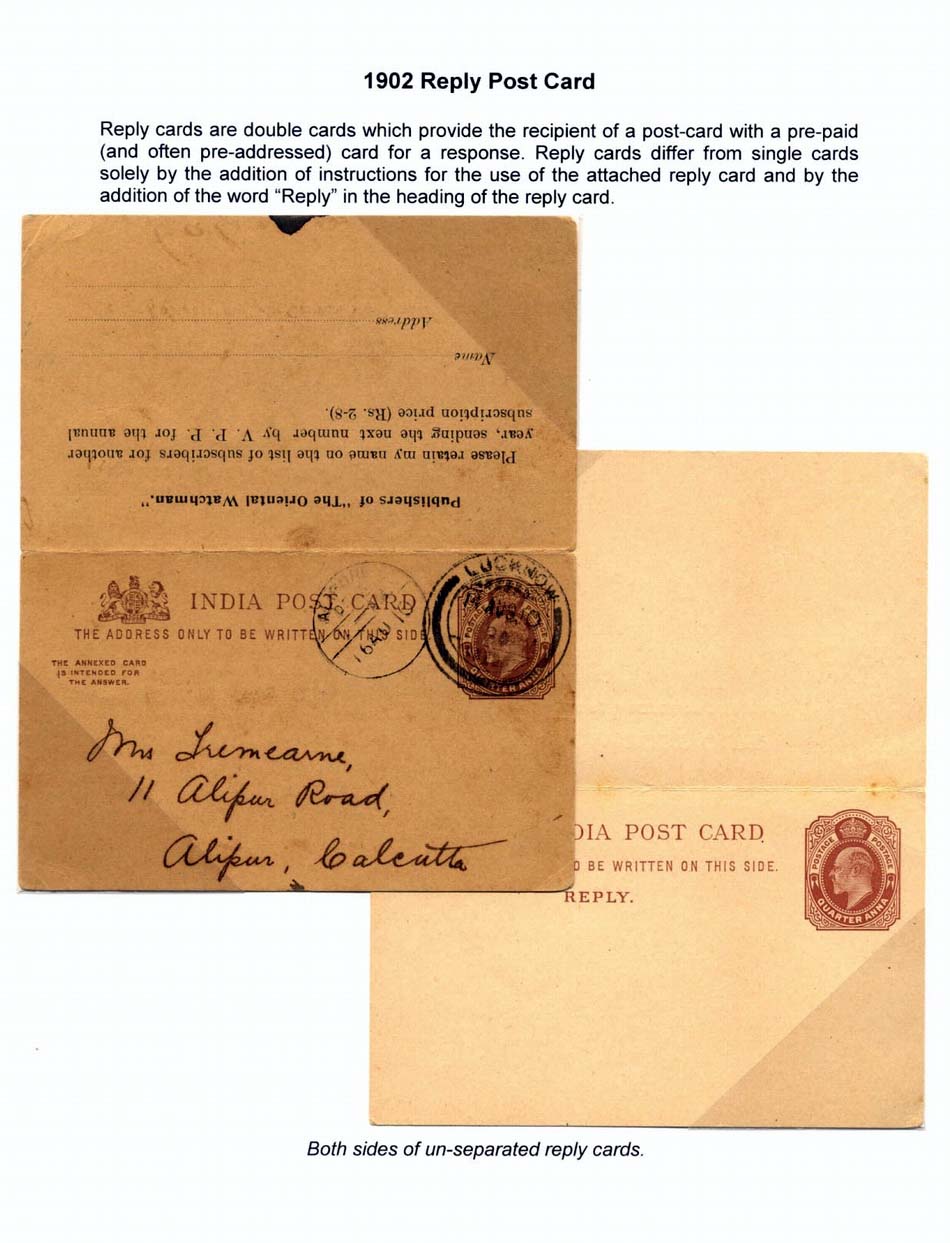 1902 Reply Post Card
Reply cards are double cards which provide the recipient of a post-card with a pre-paid
(and often pre-addressed) card for a response. Reply cards differ from single cards
solely by the addition of instructions for the use of the attached reply card and by the
addition of the word “Reply” in the heading of the reply card.
Publishers of "The Oriental Watchman."
Please retain my name on the list of subscribers for another
year, sending the next number by V. P. P. for the annual
subscription price (Rs. 2-8).
Name
Address
INDIA POST CARD
THE ADDRESS ONLY TO BE WRITTEN ON THIS SIDE.
THE ANNEXED CARD
IS INTENDED FOR
THE ANSWER.
LUCKNOW
POSTAGE
QUARTER ANNA
Mrs Tremearne,
11 Alipur Road,
Alipur, Calcutta
DIA POST CARD.
O BE WRITTEN ON THIS SIDE.
REPLY.
POSTAGE POSTAGE
QUARTER ANNA
Both sides of un-separated reply cards.